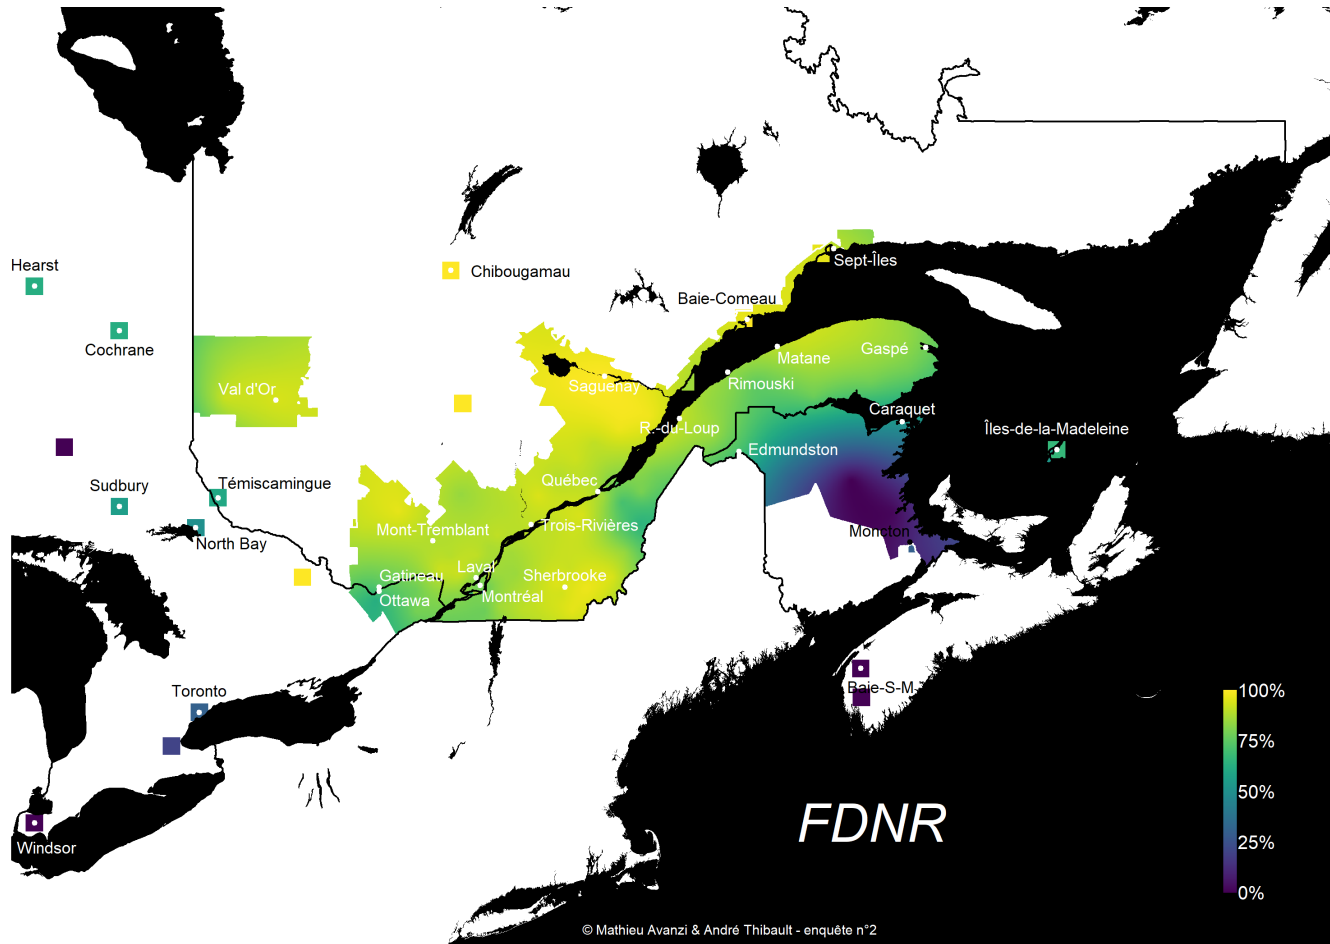 Hearst
Chibougamau
Sept-Îles
Baie-Comeau
Cochrane
Matane
Gaspé
Rimouski
Saguenay
Val d'Or
Caraquet
R.-du-Loup
Îles-de-la-Madeleine
Edmundston
Québec
Sudbury
Témiscamingue
Mont-Tremblant
Trois-Rivières
Moncton
North Bay
Laval
Gatineau
Sherbrooke
Ottawa
Montréal
Toronto
Baie-S-M-
100%
75%
50%
25%
0%
FDNR
Windsor
© Mathieu Avanzi & André Thibault - enquête n°2